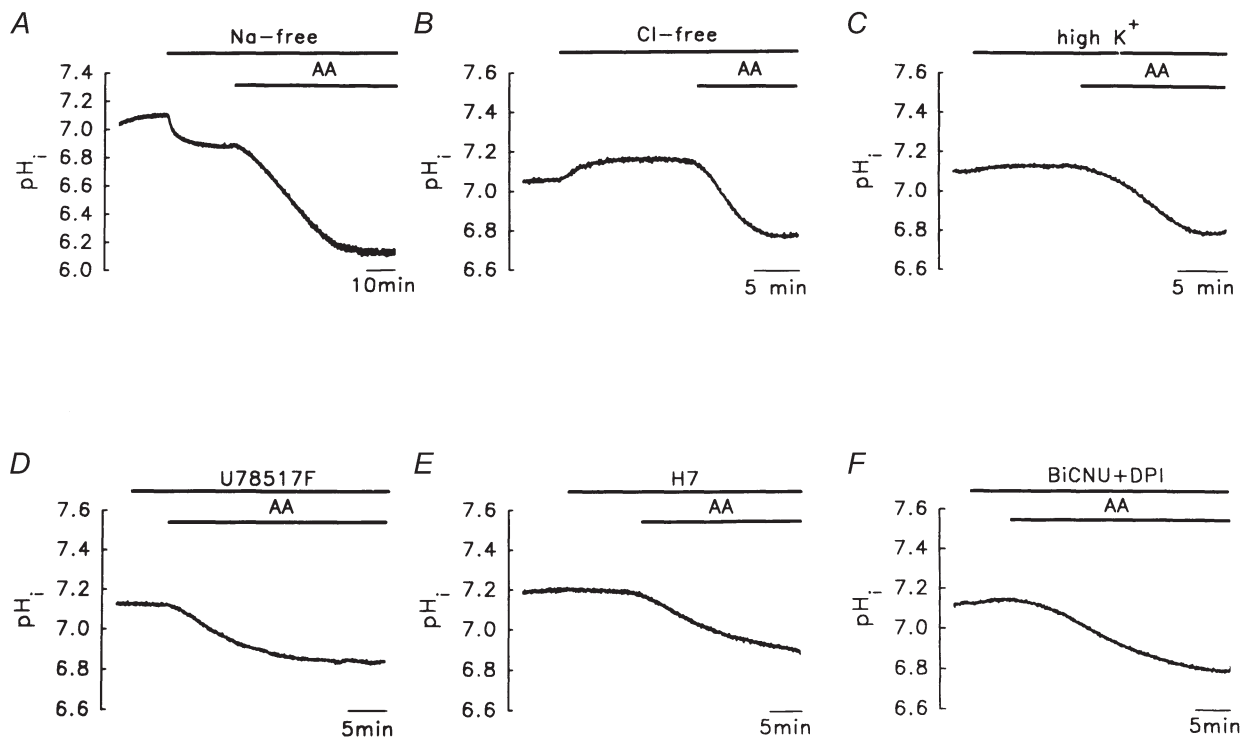 A
Na-free
AA
7.4
7.2
7.0
6.8
6.6
6.4
6.2
6.0
pHi
10min
B
Cl-free
AA
7.6
7.4
7.2
7.0
6.8
6.6
pHi
5 min
C
high K+
AA
7.6
7.4
7.2
7.0
6.8
6.6
pHi
5 min
D
U78517F
AA
7.6
7.4
7.2
7.0
6.8
6.6
pHi
5min
E
H7
AA
7.6
7.4
7.2
7.0
6.8
6.6
pHi
5min
F
BiCNU+DPI
AA
7.6
7.4
7.2
7.0
6.8
6.6
pHi
5min